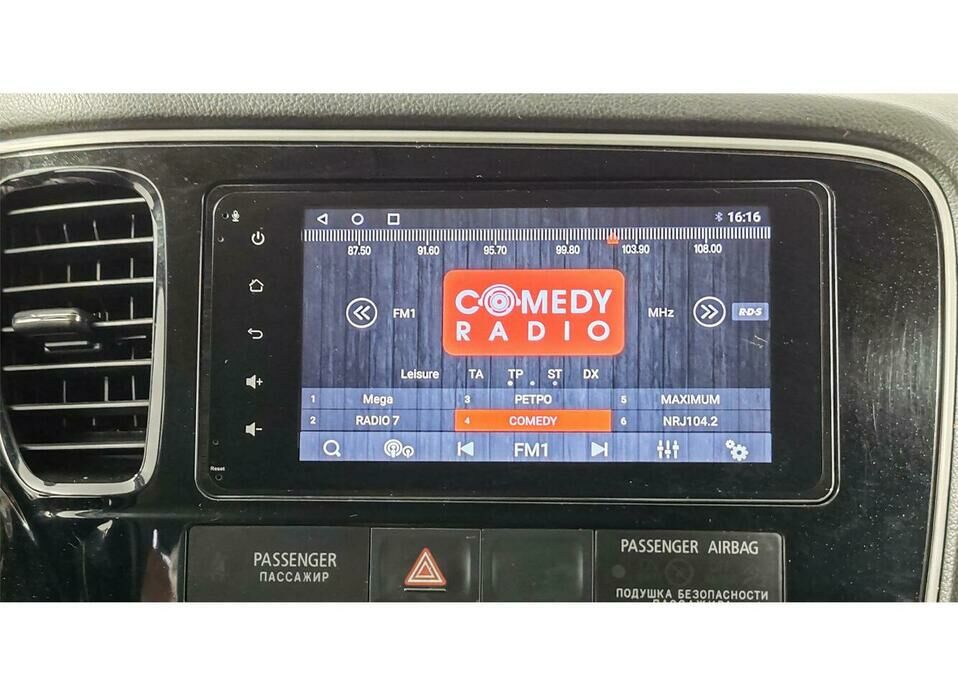 16:16
87.50 91.60 95.70 99.80 103.90 108.00
COMEDY
RADIO
FM1
MHz
RDS
Leisure TA TP ST DX
1 Mega 3 РЕТРО 5 MAXIMUM
2 RADIO 7 4 COMEDY 6 NRJ104.2
FM1
Reset
PASSENGER
ПАССАЖИР
PASSENGER AIRBAG
ПОДУШКА БЕЗОПАСНОСТИ